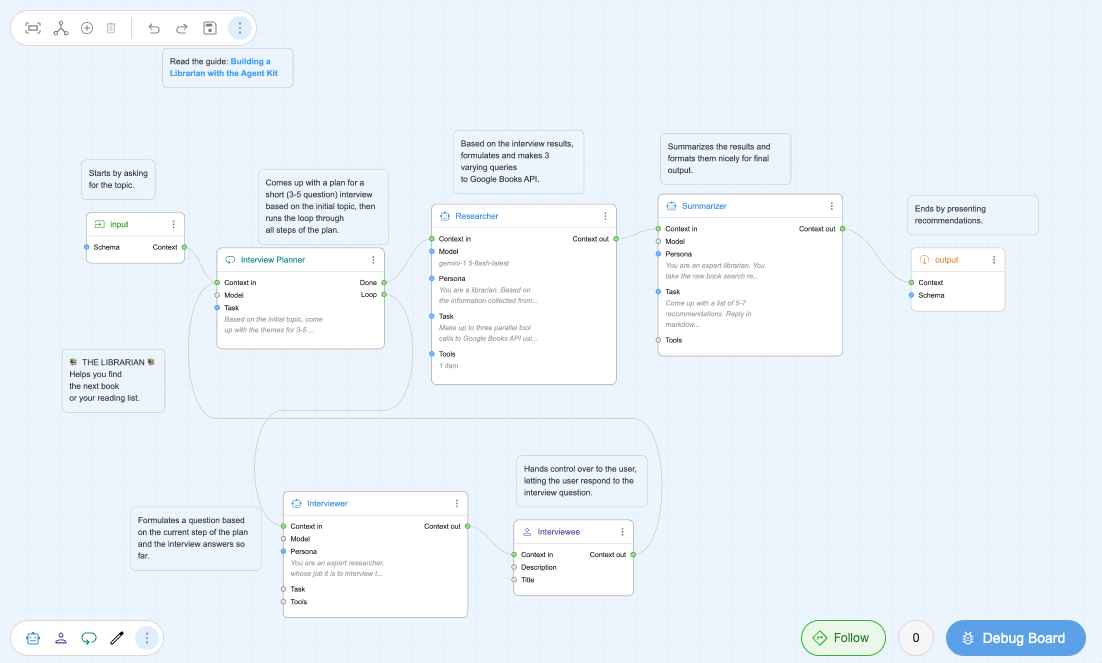 Read the guide: Building a
Librarian with the Agent Kit
Starts by asking
for the topic.
input
Schema
Context
Comes up with a plan for a
short (3-5 question) interview
based on the initial topic, then
runs the loop through
all steps of the plan.
Interview Planner
Context in
Done
Model
Loop
Task
Based on the initial topic, come
up with the themes for 3-5 ...
Based on the interview results,
formulates and makes 3
varying queries
to Google Books API.
Researcher
Context in
Context out
Model
gemini-1.5-flash-latest
Persona
You are a librarian. Based on
the information collected from...
Task
Make up to three parallel tool
calls to Google Books API usi...
Tools
1 item
Summarizes the results and
formats them nicely for final
output.
Summarizer
Context in
Context out
Model
Persona
You are an expert librarian. You
take the raw book search re...
Task
Come up with a list of 5-7
recommendations. Reply in
markdow...
Tools
Ends by presenting
recommendations.
output
Context
Schema
📚 THE LIBRARIAN 📚
Helps you find
the next book
or your reading list.
Formulates a question based
on the current step of the plan
and the interview answers so
far.
Interviewer
Context in
Context out
Model
Persona
You are an expert researcher,
whose job it is to interview t...
Task
Tools
Hands control over to the user,
letting the user respond to the
interview question.
Interviewee
Context in
Context out
Description
Title
Follow
0
Debug Board